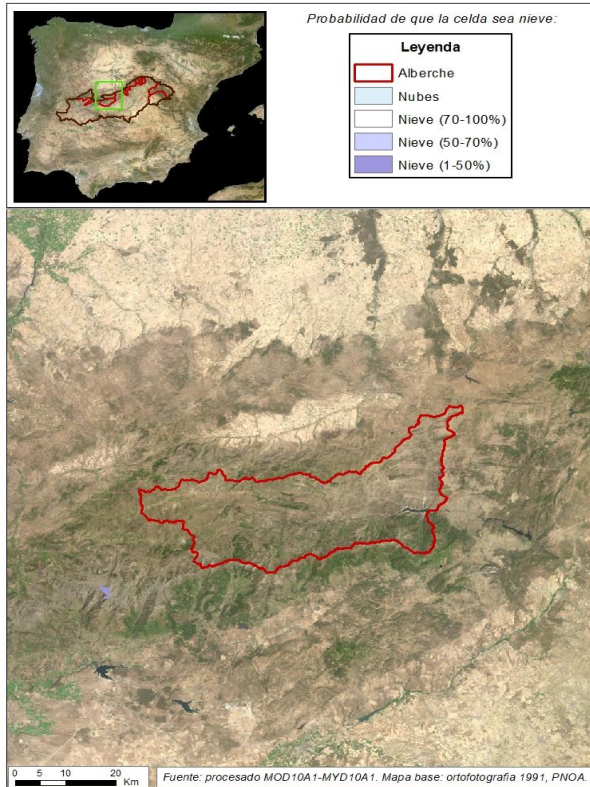 Probabilidad de que la celda sea nieve:
Leyenda
Alberche
Nubes
Nieve (70-100%)
Nieve (50-70%)
Nieve (1-50%)
0 5 10 20
Km
Fuente: procesado MOD10A1-MYD10A1. Mapa base: ortofotografía 1991, PNOA.